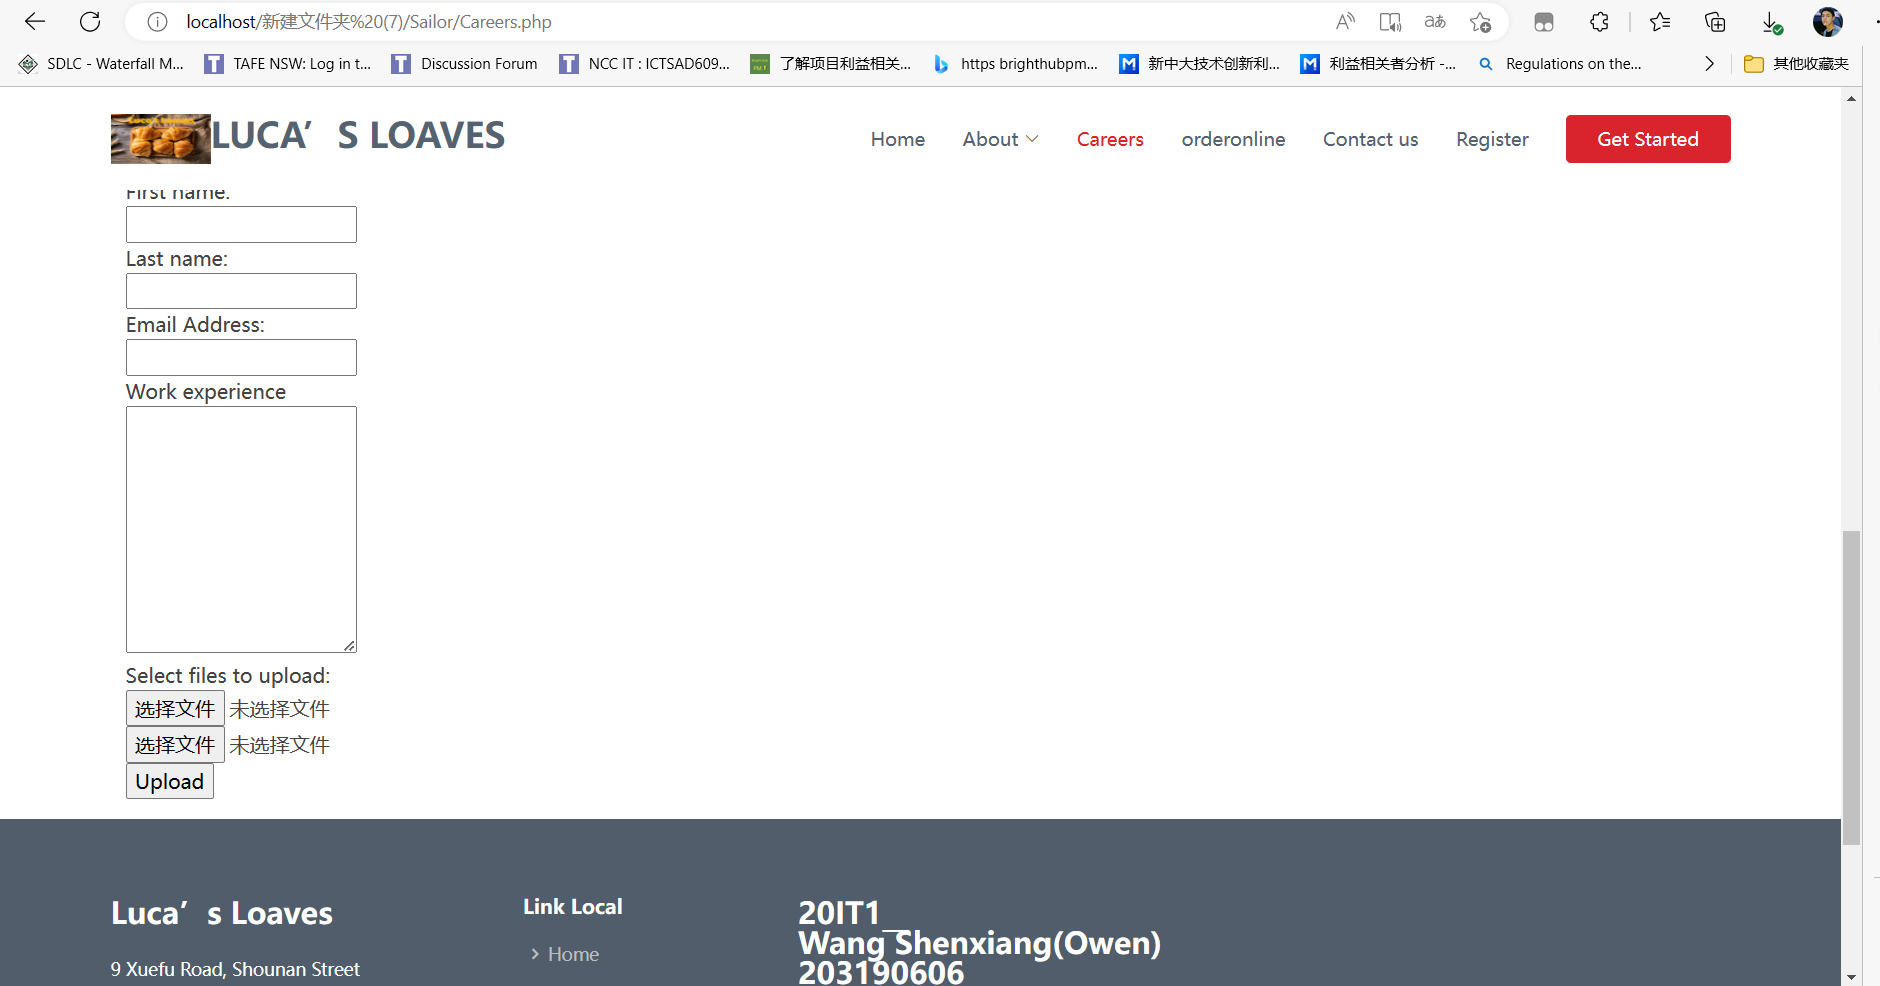 localhost/新建文件夹%20(7)/Sailor/Careers.php
SDLC - Waterfall M... TAFE NSW: Log in t... Discussion Forum NCC IT : ICTSAD609... 了解项目利益相关... https brighthubpm... 新中大技术创新利... 利益相关者分析 -... Regulations on the... 其他收藏夹
LUCA’S LOAVES Home About Careers orderonline Contact us Register Get Started
First name:
Last name:
Email Address:
Work experience
Select files to upload:
选择文件 未选择文件
选择文件 未选择文件
Upload
Luca’s Loaves
9 Xuefu Road, Shounan Street
Link Local
Home
20IT1_
Wang Shenxiang(Owen)
203190606